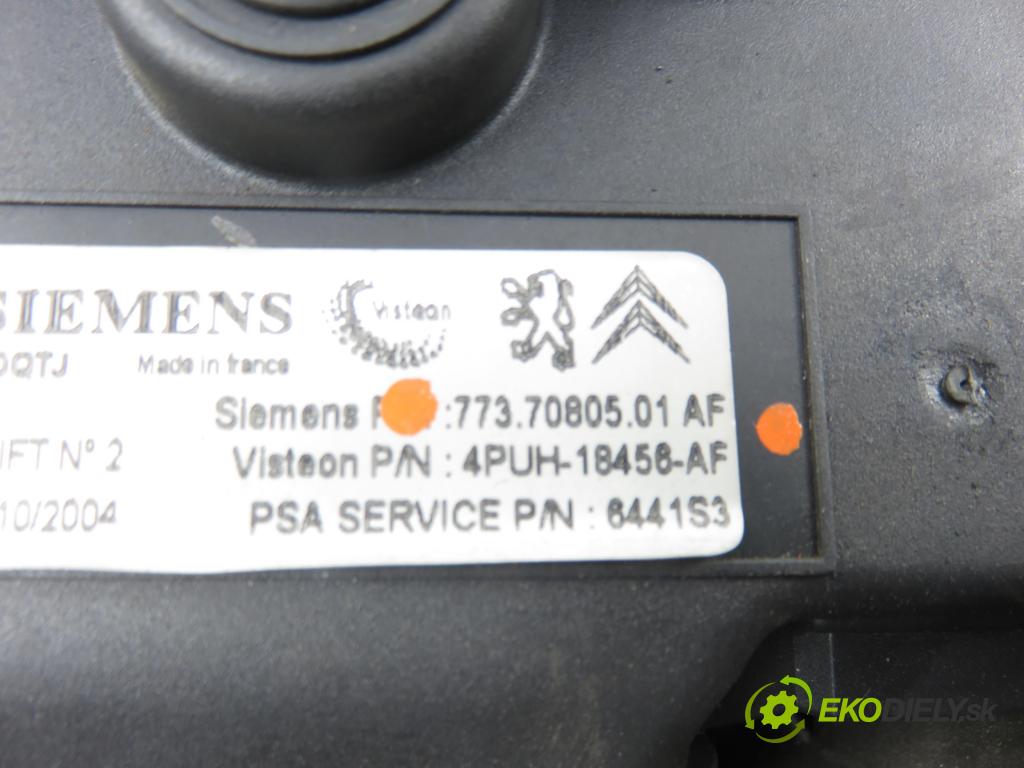 SIEMENS Visteon
DQTJ Made in france
Siemens :773.70805.01 AF
N° 2 Visteon P/N : 4PUH-18456-AF
10/2004 PSA SERVICE P/N : 6441S3
EKODIELY.sk